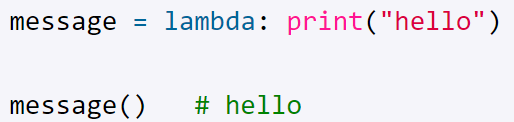 message = lambda: print("hello")
message()   # hello